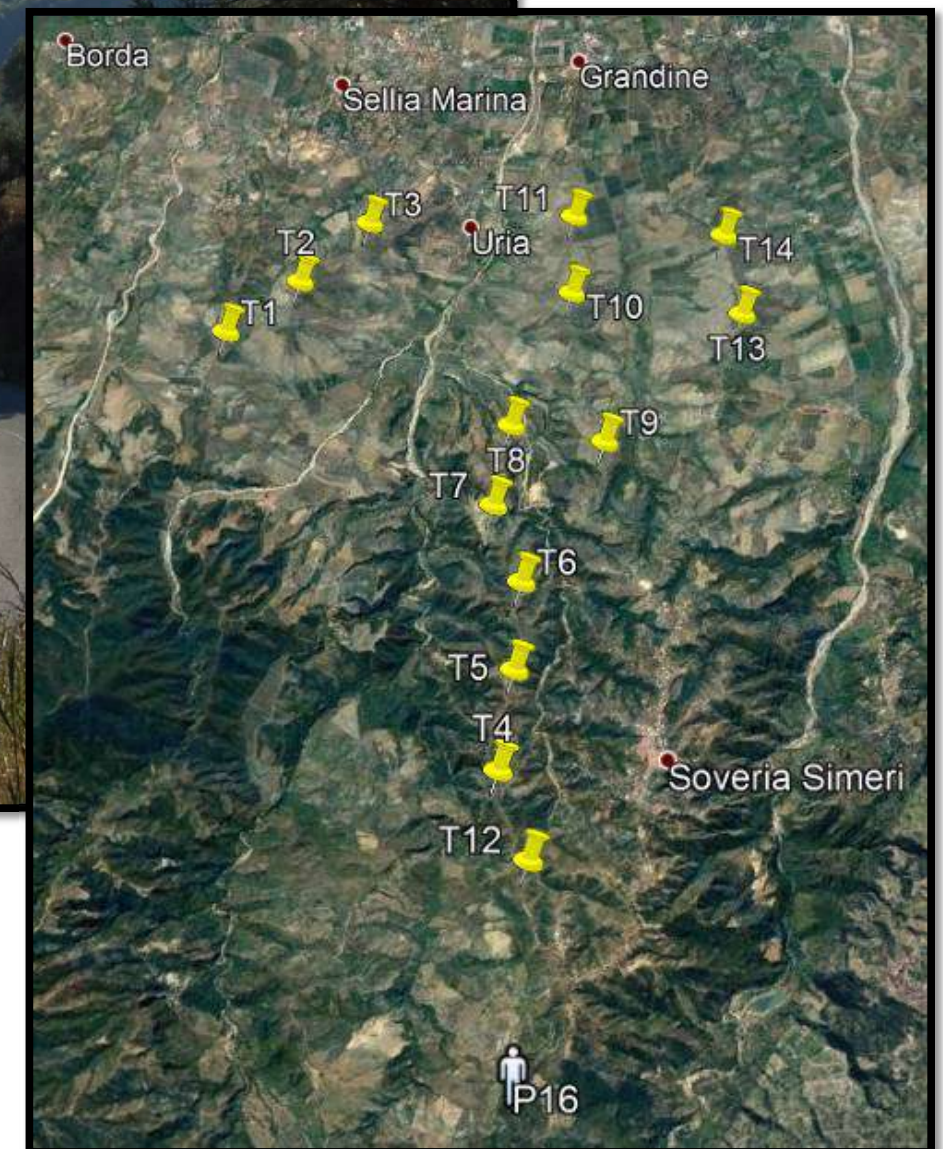 Borda
Grandine
Sellia Marina
T3
T11
Uria
T14
T2
T1
T10
T13
T9
T8
T7
T6
T5
T4
Soveria Simeri
T12
P16